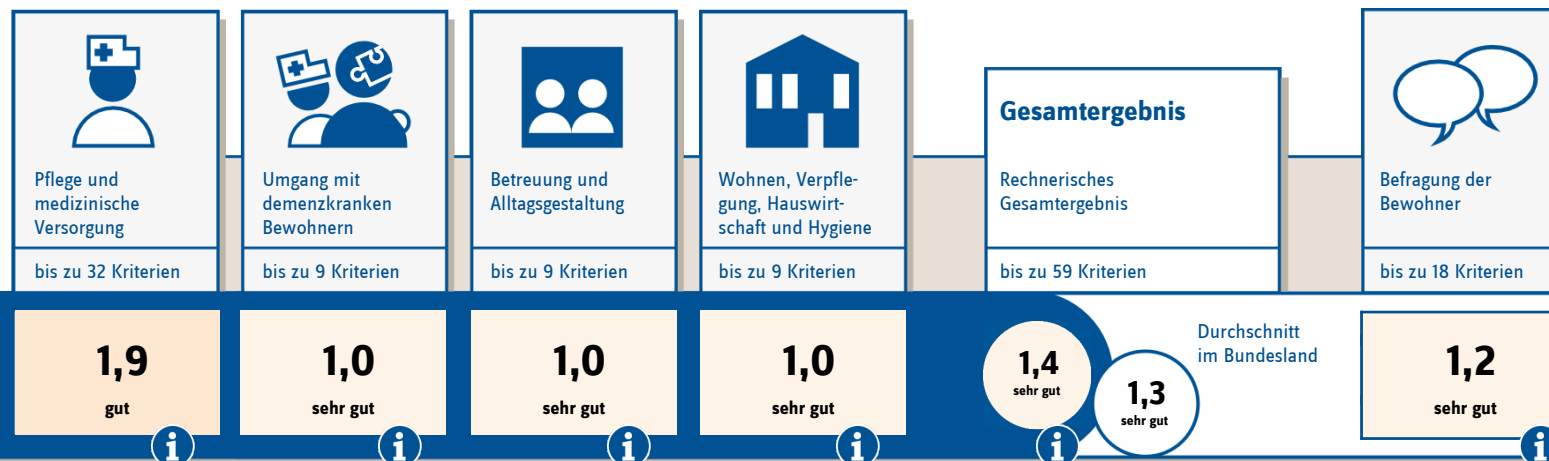 Pflege und
medizinische
Versorgung
bis zu 32 Kriterien
1,9
gut
Umgang mit
demenzkranken
Bewohnern
bis zu 9 Kriterien
1,0
sehr gut
Betreuung und
Alltagsgestaltung
bis zu 9 Kriterien
1,0
sehr gut
Wohnen, Verpfle-
gung, Hauswirt-
schaft und Hygiene
bis zu 9 Kriterien
1,0
sehr gut
Gesamtergebnis
Rechnerisches
Gesamtergebnis
bis zu 59 Kriterien
1,4
sehr gut
1,3
sehr gut
Durchschnitt
im Bundesland
Befragung der
Bewohner
bis zu 18 Kriterien
1,2
sehr gut
i
i
i
i
i
i